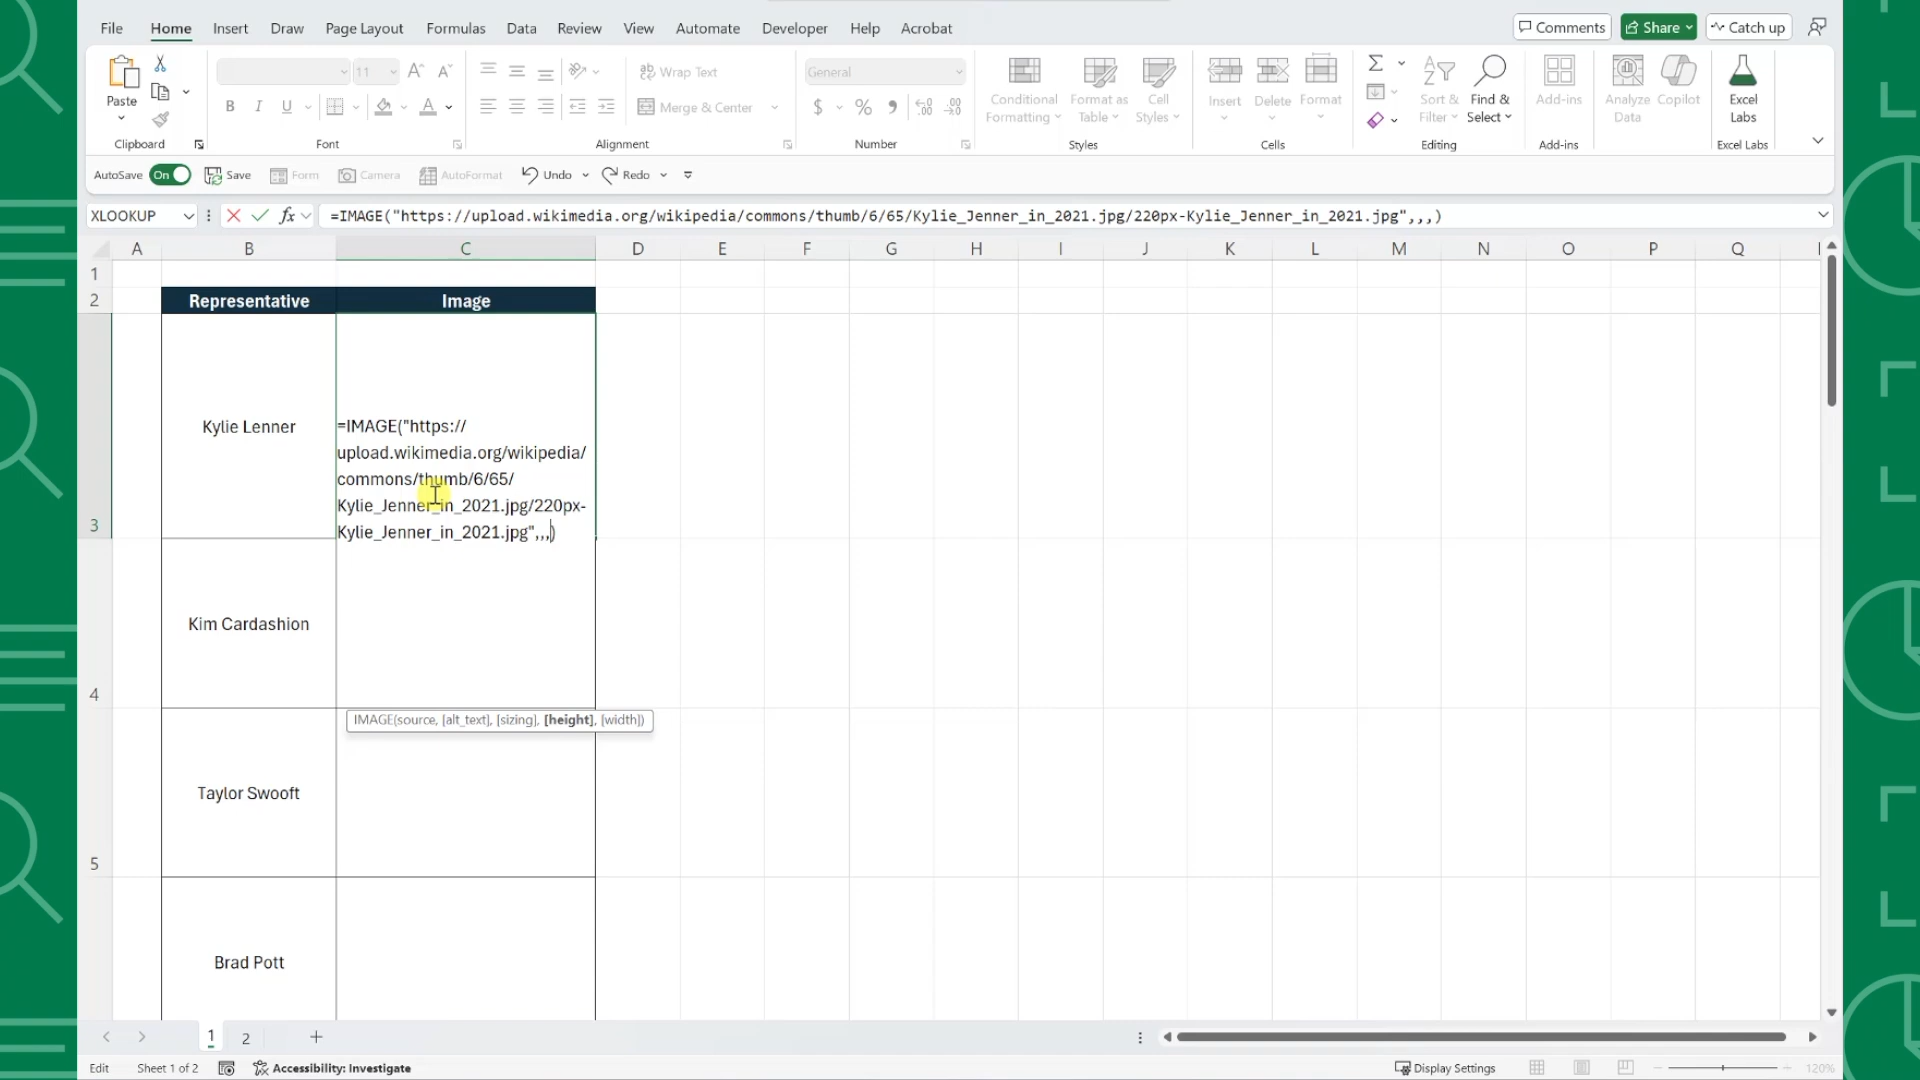 File Home Insert Draw Page Layout Formulas Data Review View Automate Developer Help Acrobat Comments Share Catch up
Paste
11
Wrap Text
Merge & Center
General
Conditional Formatting
Format as Table
Cell Styles
Insert Delete Format
Sort & Filter
Find & Select
Add-ins
Analyze Data
Copilot
Excel Labs
Clipboard Font Alignment Number Styles Cells Editing Add-ins Excel Labs
AutoSave On Save Form Camera AutoFormat Undo Redo
XLOOKUP fx =IMAGE("https://upload.wikimedia.org/wikipedia/commons/thumb/6/65/Kylie_Jenner_in_2021.jpg/220px-Kylie_Jenner_in_2021.jpg",,,)
A B C D E F G H I J K L M N O P Q
1
2 Representative Image
3 Kylie Lenner
=IMAGE("https://
upload.wikimedia.org/wikipedia/
commons/thumb/6/65/
Kylie_Jenner_in_2021.jpg/220px-
Kylie_Jenner_in_2021.jpg",,,)
4 Kim Cardashion
IMAGE(source, [alt_text], [sizing], [height], [width])
5 Taylor Swooft
Brad Pott
1 2
Edit Sheet 1 of 2 Accessibility: Investigate Display Settings 120%